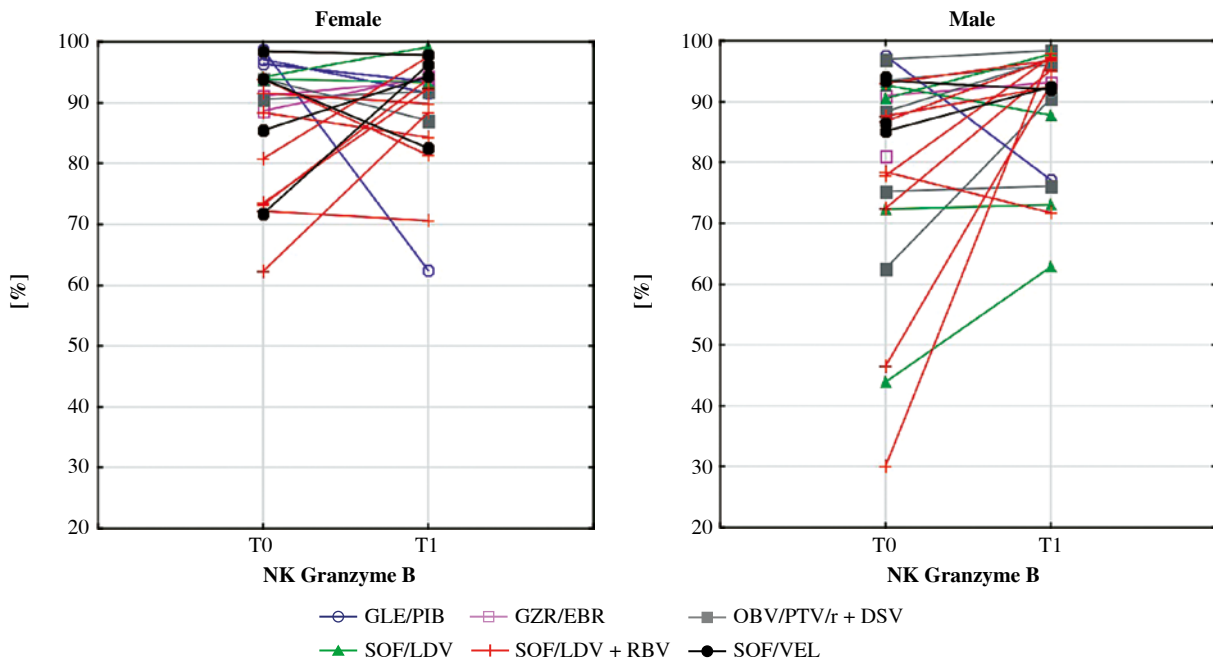 Female
100
90
80
70
60
50
40
30
20
[%]
T0 T1
NK Granzyme B
Male
100
90
80
70
60
50
40
30
20
[%]
T0 T1
NK Granzyme B
GLE/PIB GZR/EBR OBV/PTV/r + DSV
SOF/LDV SOF/LDV + RBV SOF/VEL